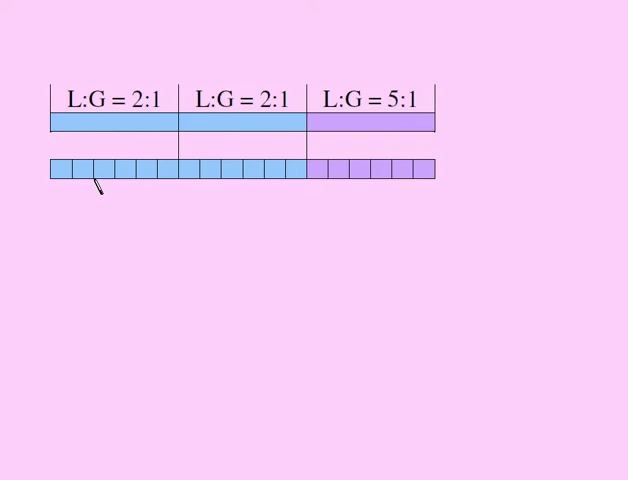 L:G = 2:1 L:G = 2:1 L:G = 5:1